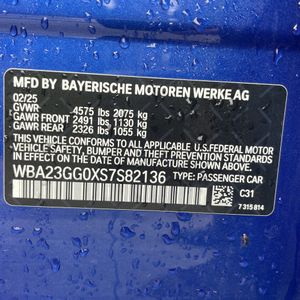 MFD BY BAYERISCHE MOTOREN WERKE AG
02/25
GVWR 4575 lbs 2075 kg
GAWR FRONT 2491 lbs 1130 kg
GAWR REAR 2326 lbs 1055 kg
THIS VEHICLE CONFORMS TO ALL APPLICABLE U.S.FEDERAL MOTOR
VEHICLE SAFETY, BUMPER, AND THEFT PREVENTION STANDARDS
IN EFFECT ON THE DATE OF MANUFACTURE SHOWN ABOVE.
WBA23GG0XS7S82136 TYPE: PASSENGER CAR
C31
7 315 814